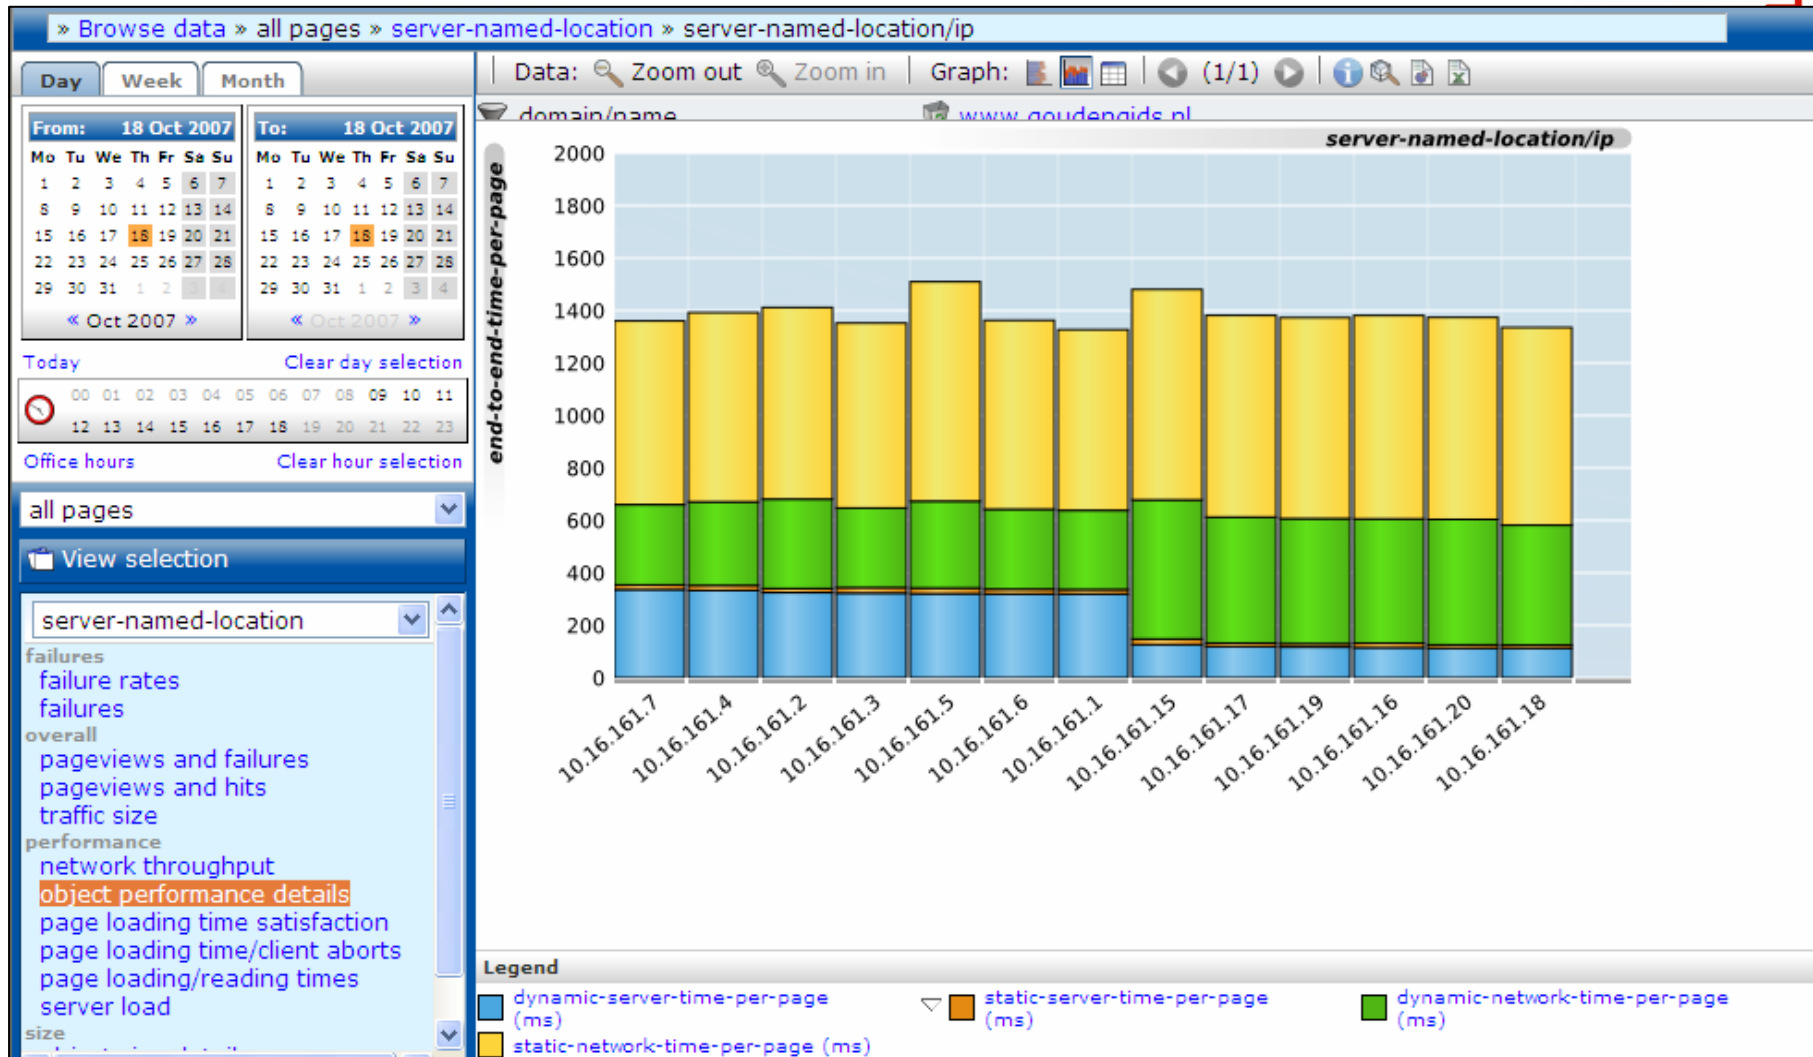 » Browse data » all pages » server-named-location » server-named-location/ip
Day Week Month
Data: Zoom out Zoom in Graph: (1/1)
domain/name www.goudengids.nl
From: 18 Oct 2007 To: 18 Oct 2007
Mo Tu We Th Fr Sa Su Mo Tu We Th Fr Sa Su
1 2 3 4 5 6 7 1 2 3 4 5 6 7
8 9 10 11 12 13 14 8 9 10 11 12 13 14
15 16 17 18 19 20 21 15 16 17 18 19 20 21
22 23 24 25 26 27 28 22 23 24 25 26 27 28
29 30 31 1 2 3 4 29 30 31 1 2 3 4
« Oct 2007 » « Oct 2007 »
Today Clear day selection
00 01 02 03 04 05 06 07 08 09 10 11
12 13 14 15 16 17 18 19 20 21 22 23
Office hours Clear hour selection
all pages
View selection
server-named-location
failures
failure rates
failures
overall
pageviews and failures
pageviews and hits
traffic size
performance
network throughput
object performance details
page loading time satisfaction
page loading time/client aborts
page loading/reading times
server load
size
server-named-location/ip
end-to-end-time-per-page
2000
1800
1600
1400
1200
1000
800
600
400
200
0
10.16.161.7
10.16.161.4
10.16.161.2
10.16.161.3
10.16.161.5
10.16.161.6
10.16.161.1
10.16.161.15
10.16.161.17
10.16.161.19
10.16.161.16
10.16.161.20
10.16.161.18
Legend
dynamic-server-time-per-page (ms)
static-server-time-per-page (ms)
dynamic-network-time-per-page (ms)
static-network-time-per-page (ms)